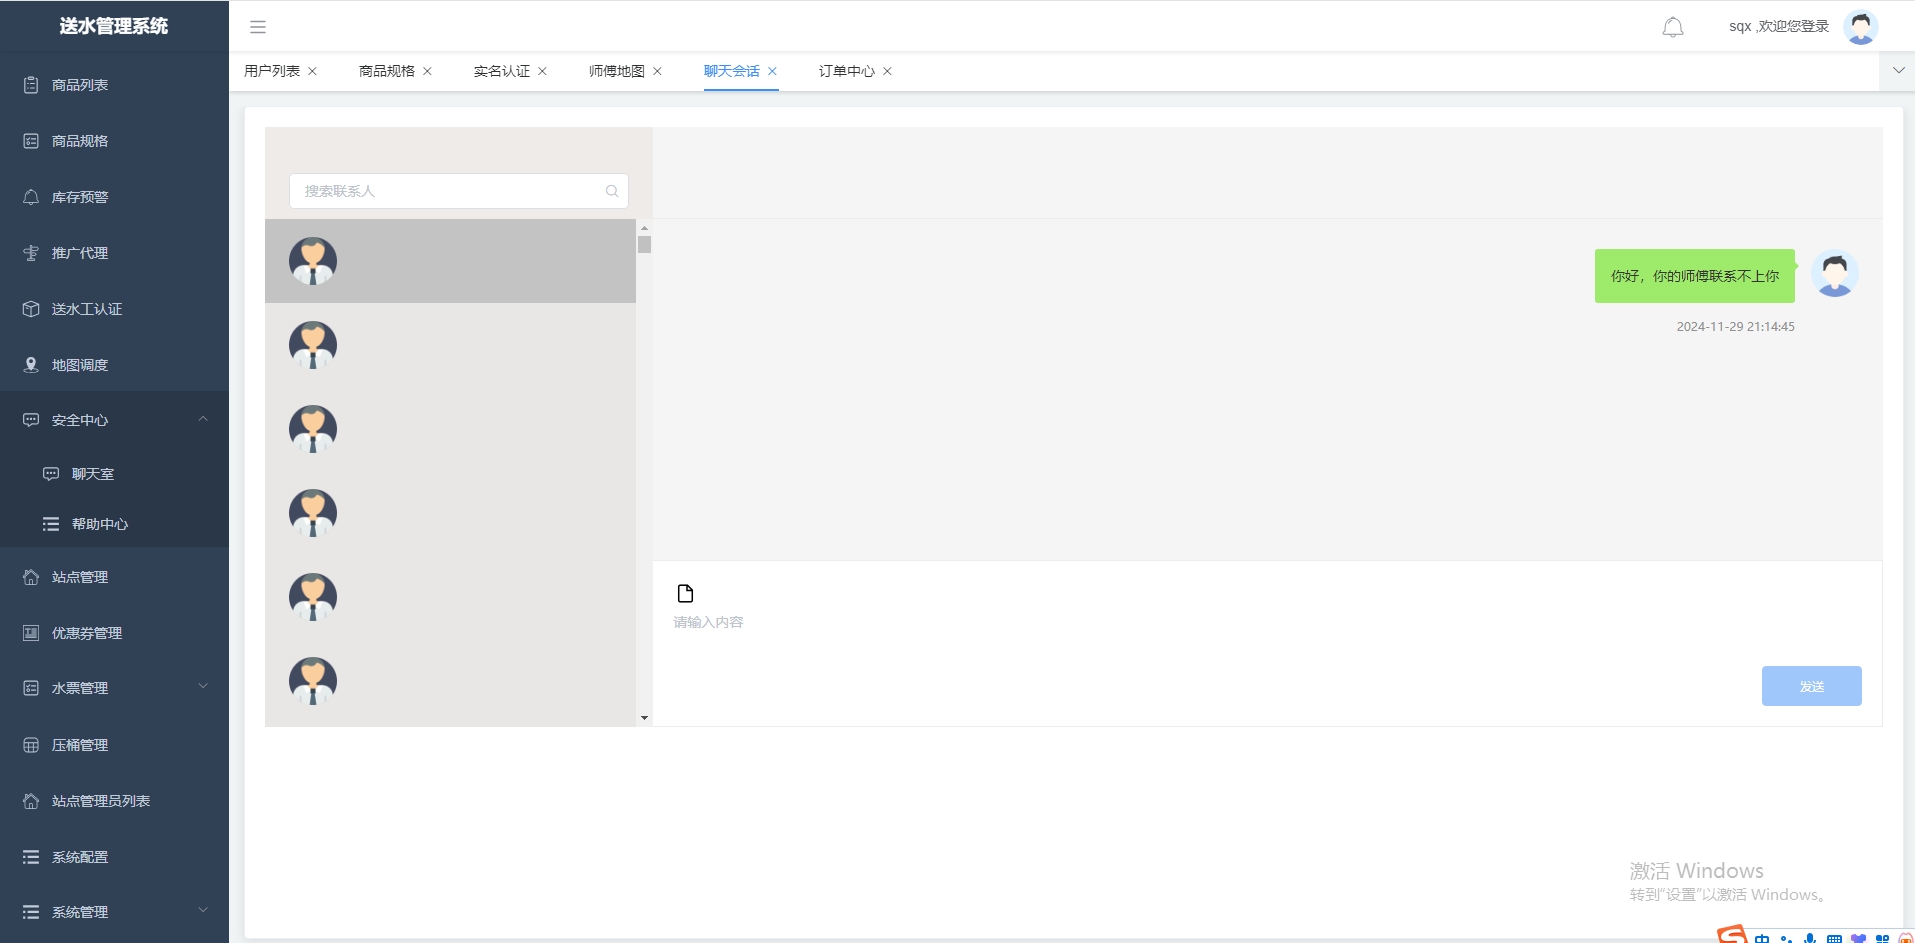 送水管理系统
sqx ,欢迎您登录
用户列表
商品规格
实名认证
师傅地图
聊天会话
订单中心
商品列表
商品规格
库存预警
推广代理
送水工认证
地图调度
安全中心
聊天室
帮助中心
站点管理
优惠券管理
水票管理
压桶管理
站点管理员列表
系统配置
系统管理
搜索联系人
你好，你的师傅联系不上你
2024-11-29 21:14:45
请输入内容
发送
激活 Windows
转到“设置”以激活 Windows。
中